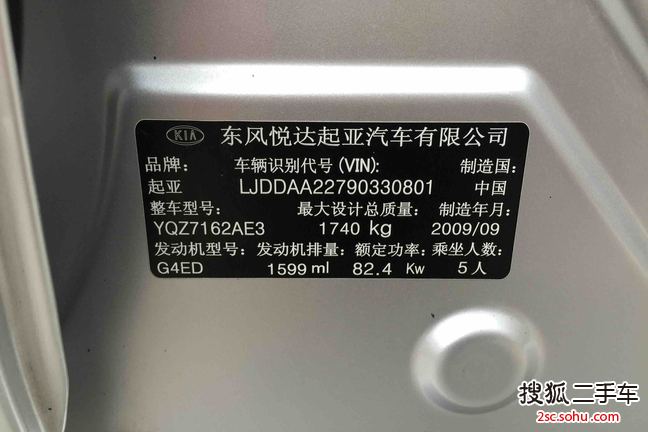 KIA 东风悦达起亚汽车有限公司
品牌: 车辆识别代号(VIN): 制造国:
起亚 LJDDAA22790330801 中国
整车型号: 最大设计总质量: 制造年月:
YQZ7162AE3 1740 kg 2009/09
发动机型号: 发动机排量: 额定功率: 乘坐人数:
G4ED 1599 ml 82.4 Kw 5人
搜狐二手车
2sc.sohu.com